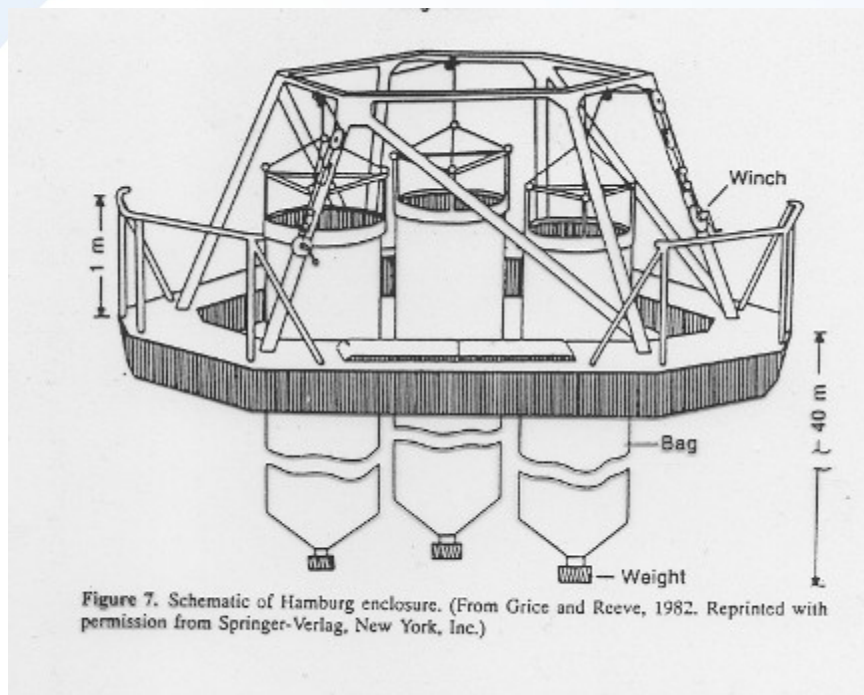 Winch
1 m
40 m
Bag
Weight
Figure 7. Schematic of Hamburg enclosure. (From Grice and Reeve, 1982. Reprinted with
permission from Springer-Verlag, New York, Inc.)